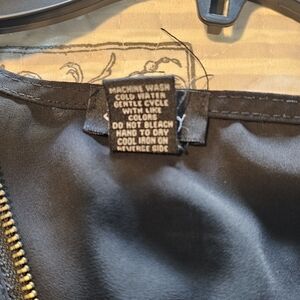 MACHINE WASH
COLD WATER
GENTLE CYCLE
WITH LIKE
COLORS
DO NOT BLEACH
HANG TO DRY
COOL IRON ON
REVERSE SIDE